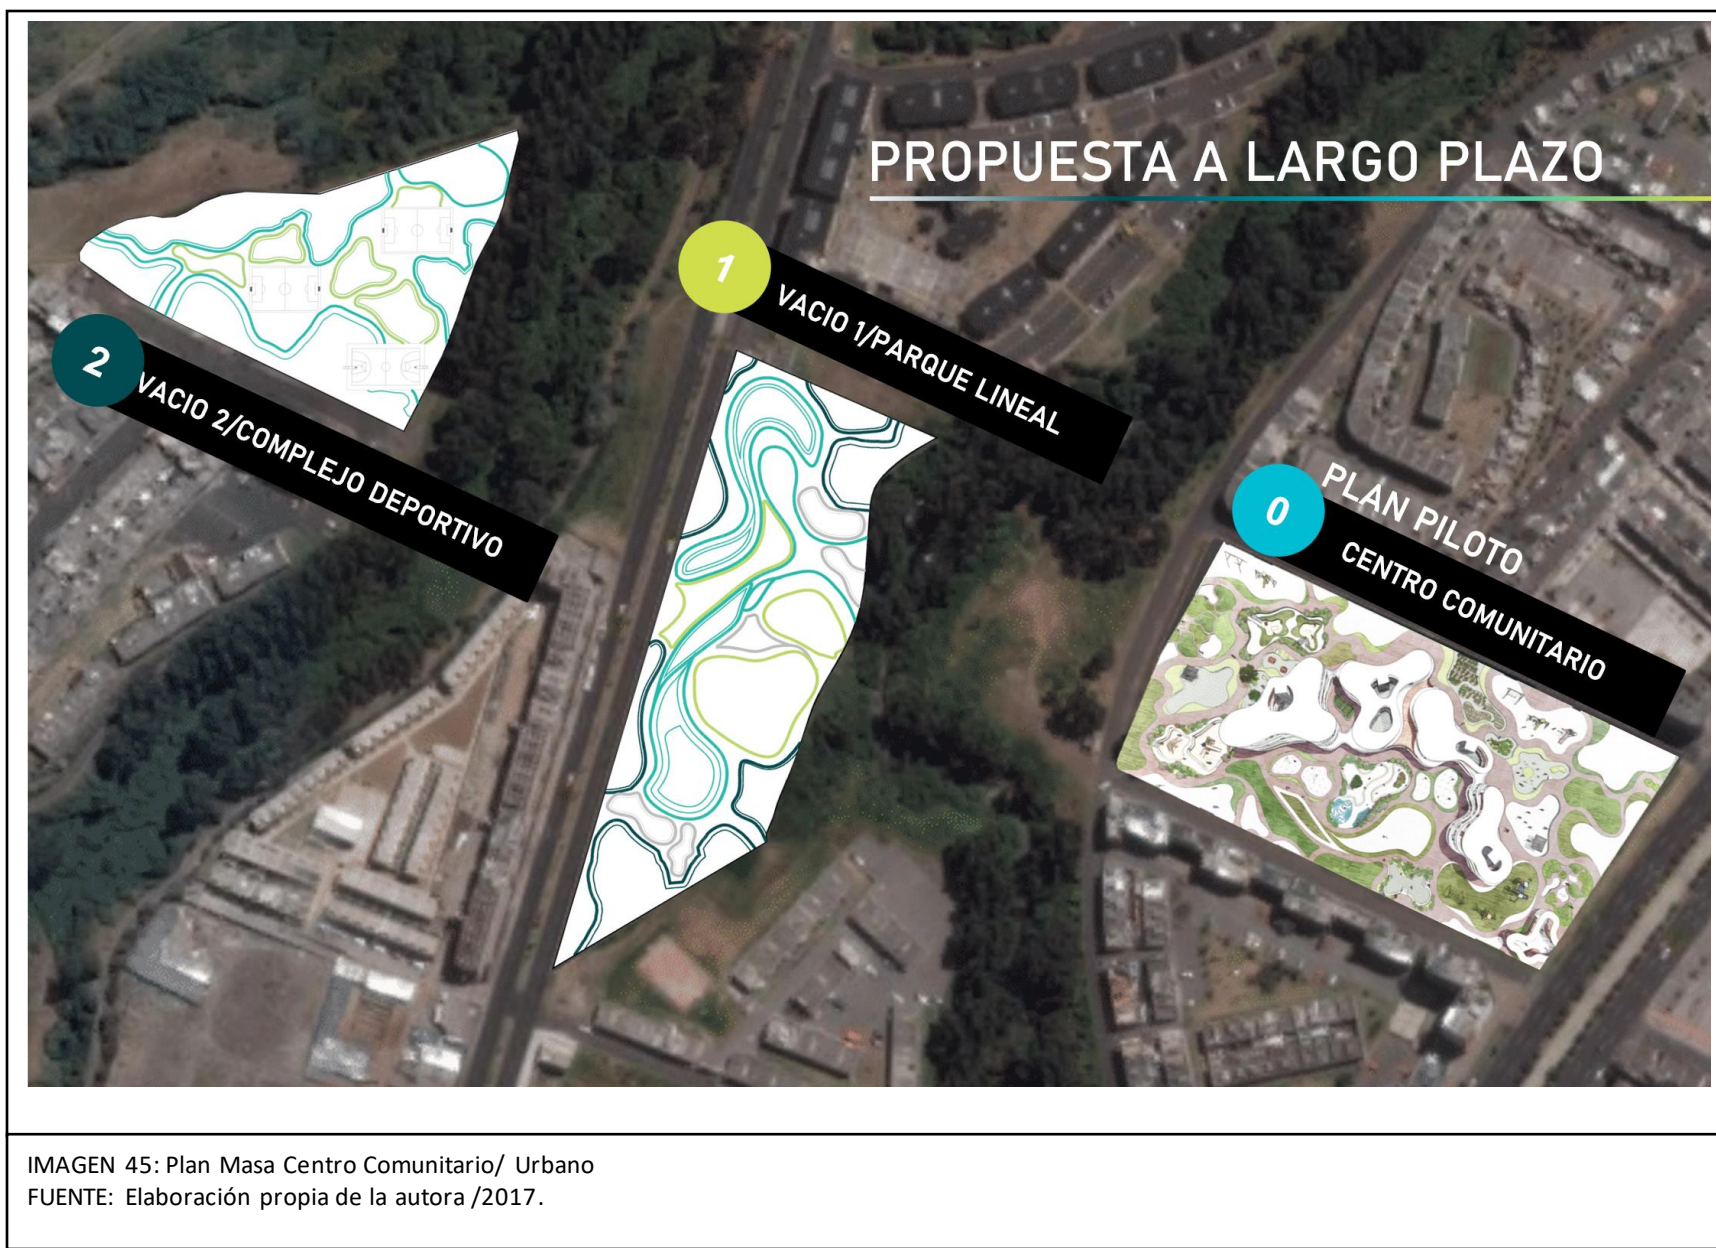 PROPUESTA A LARGO PLAZO
1
VACIO 1/PARQUE LINEAL
2
VACIO 2/COMPLEJO DEPORTIVO
0
PLAN PILOTO
CENTRO COMUNITARIO
IMAGEN 45: Plan Masa Centro Comunitario/ Urbano
FUENTE: Elaboración propia de la autora /2017.